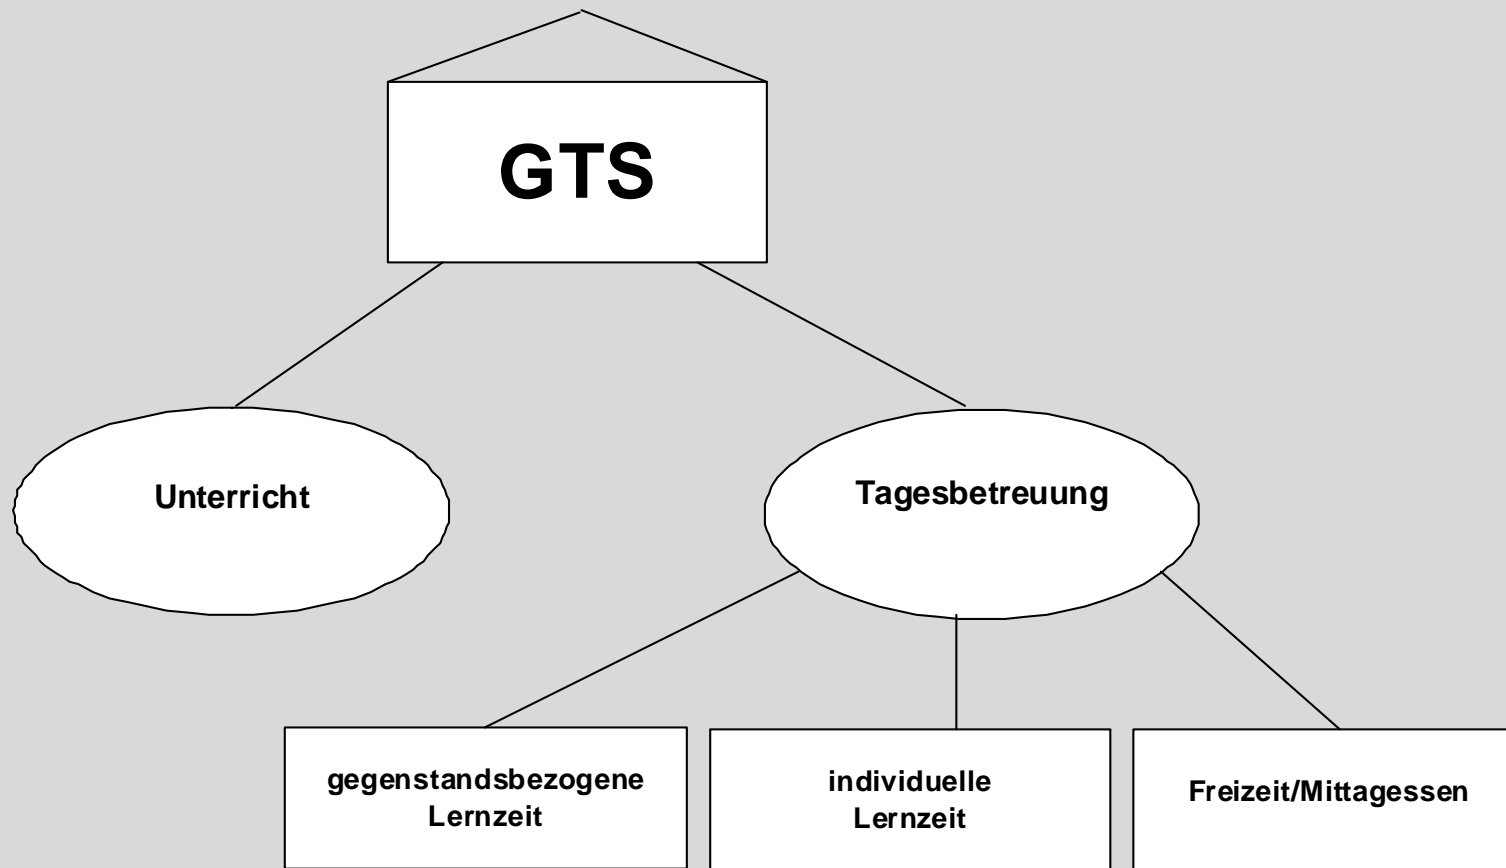 GTS
Unterricht
Tagesbetreuung
gegenstandsbezogene
Lernzeit
individuelle
Lernzeit
Freizeit/Mittagessen